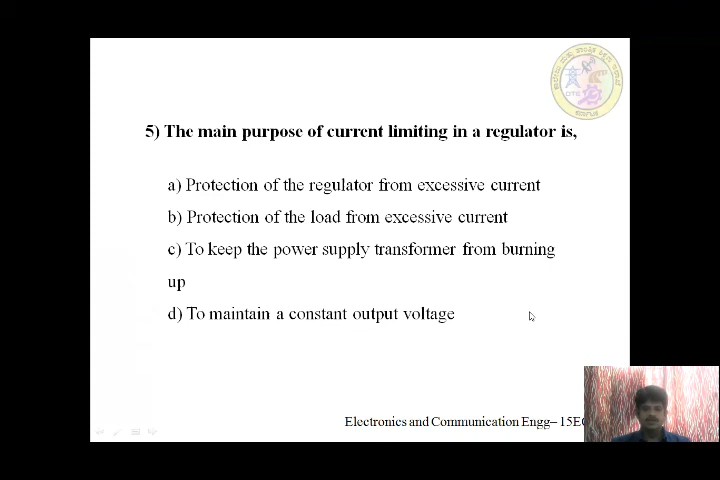 5) The main purpose of current limiting in a regulator is,
a) Protection of the regulator from excessive current
b) Protection of the load from excessive current
c) To keep the power supply transformer from burning
up
d) To maintain a constant output voltage
Electronics and Communication Engg– 15EC
DTE